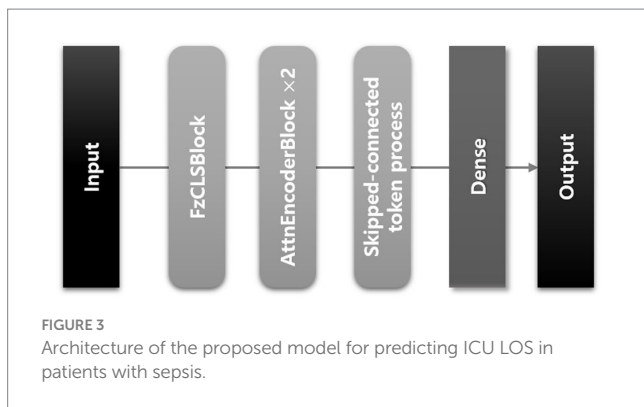 Input
FzCLSBlock
AttnEncoderBlock ×2
Skipped-connected
token process
Dense
Output
FIGURE 3
Architecture of the proposed model for predicting ICU LOS in
patients with sepsis.